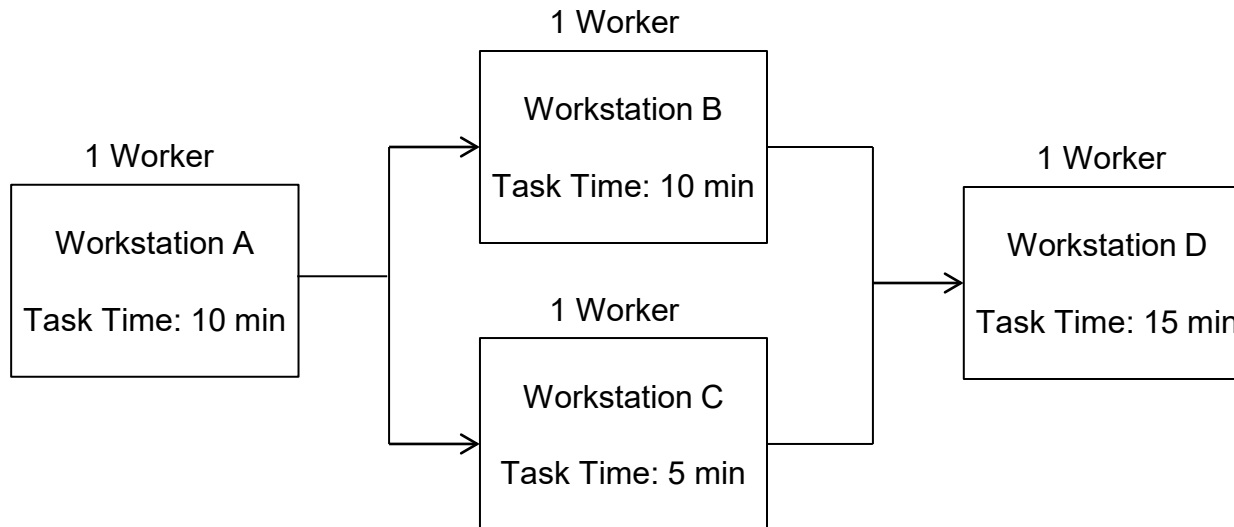 1 Worker
Workstation A
Task Time: 10 min
1 Worker
Workstation B
Task Time: 10 min
1 Worker
Workstation C
Task Time: 5 min
1 Worker
Workstation D
Task Time: 15 min